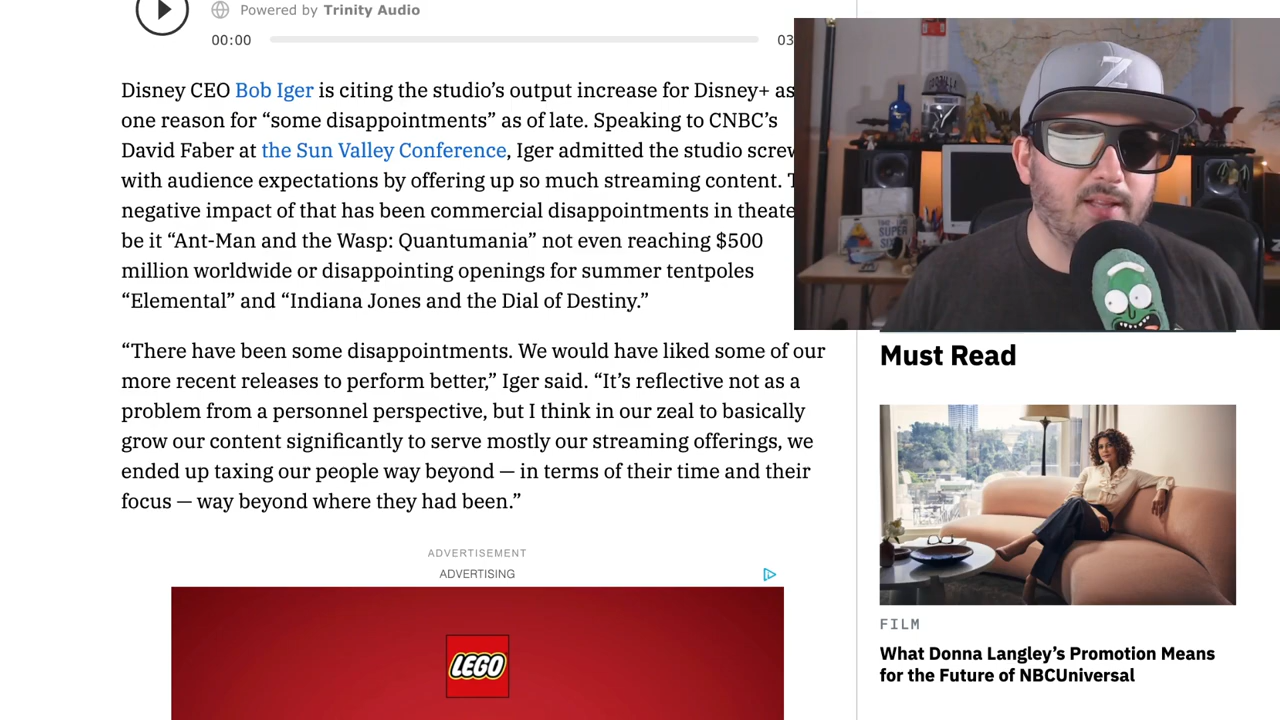 Powered by Trinity Audio
00:00
03
Disney CEO Bob Iger is citing the studio’s output increase for Disney+ as
one reason for “some disappointments” as of late. Speaking to CNBC’s
David Faber at the Sun Valley Conference, Iger admitted the studio screw
with audience expectations by offering up so much streaming content. T
negative impact of that has been commercial disappointments in theate
be it “Ant-Man and the Wasp: Quantumania” not even reaching $500
million worldwide or disappointing openings for summer tentpoles
“Elemental” and “Indiana Jones and the Dial of Destiny.”
“There have been some disappointments. We would have liked some of our
more recent releases to perform better,” Iger said. “It’s reflective not as a
problem from a personnel perspective, but I think in our zeal to basically
grow our content significantly to serve mostly our streaming offerings, we
ended up taxing our people way beyond — in terms of their time and their
focus — way beyond where they had been.”
ADVERTISEMENT
ADVERTISING
LEGO
Z
SUPER
Must Read
FILM
What Donna Langley’s Promotion Means
for the Future of NBCUniversal